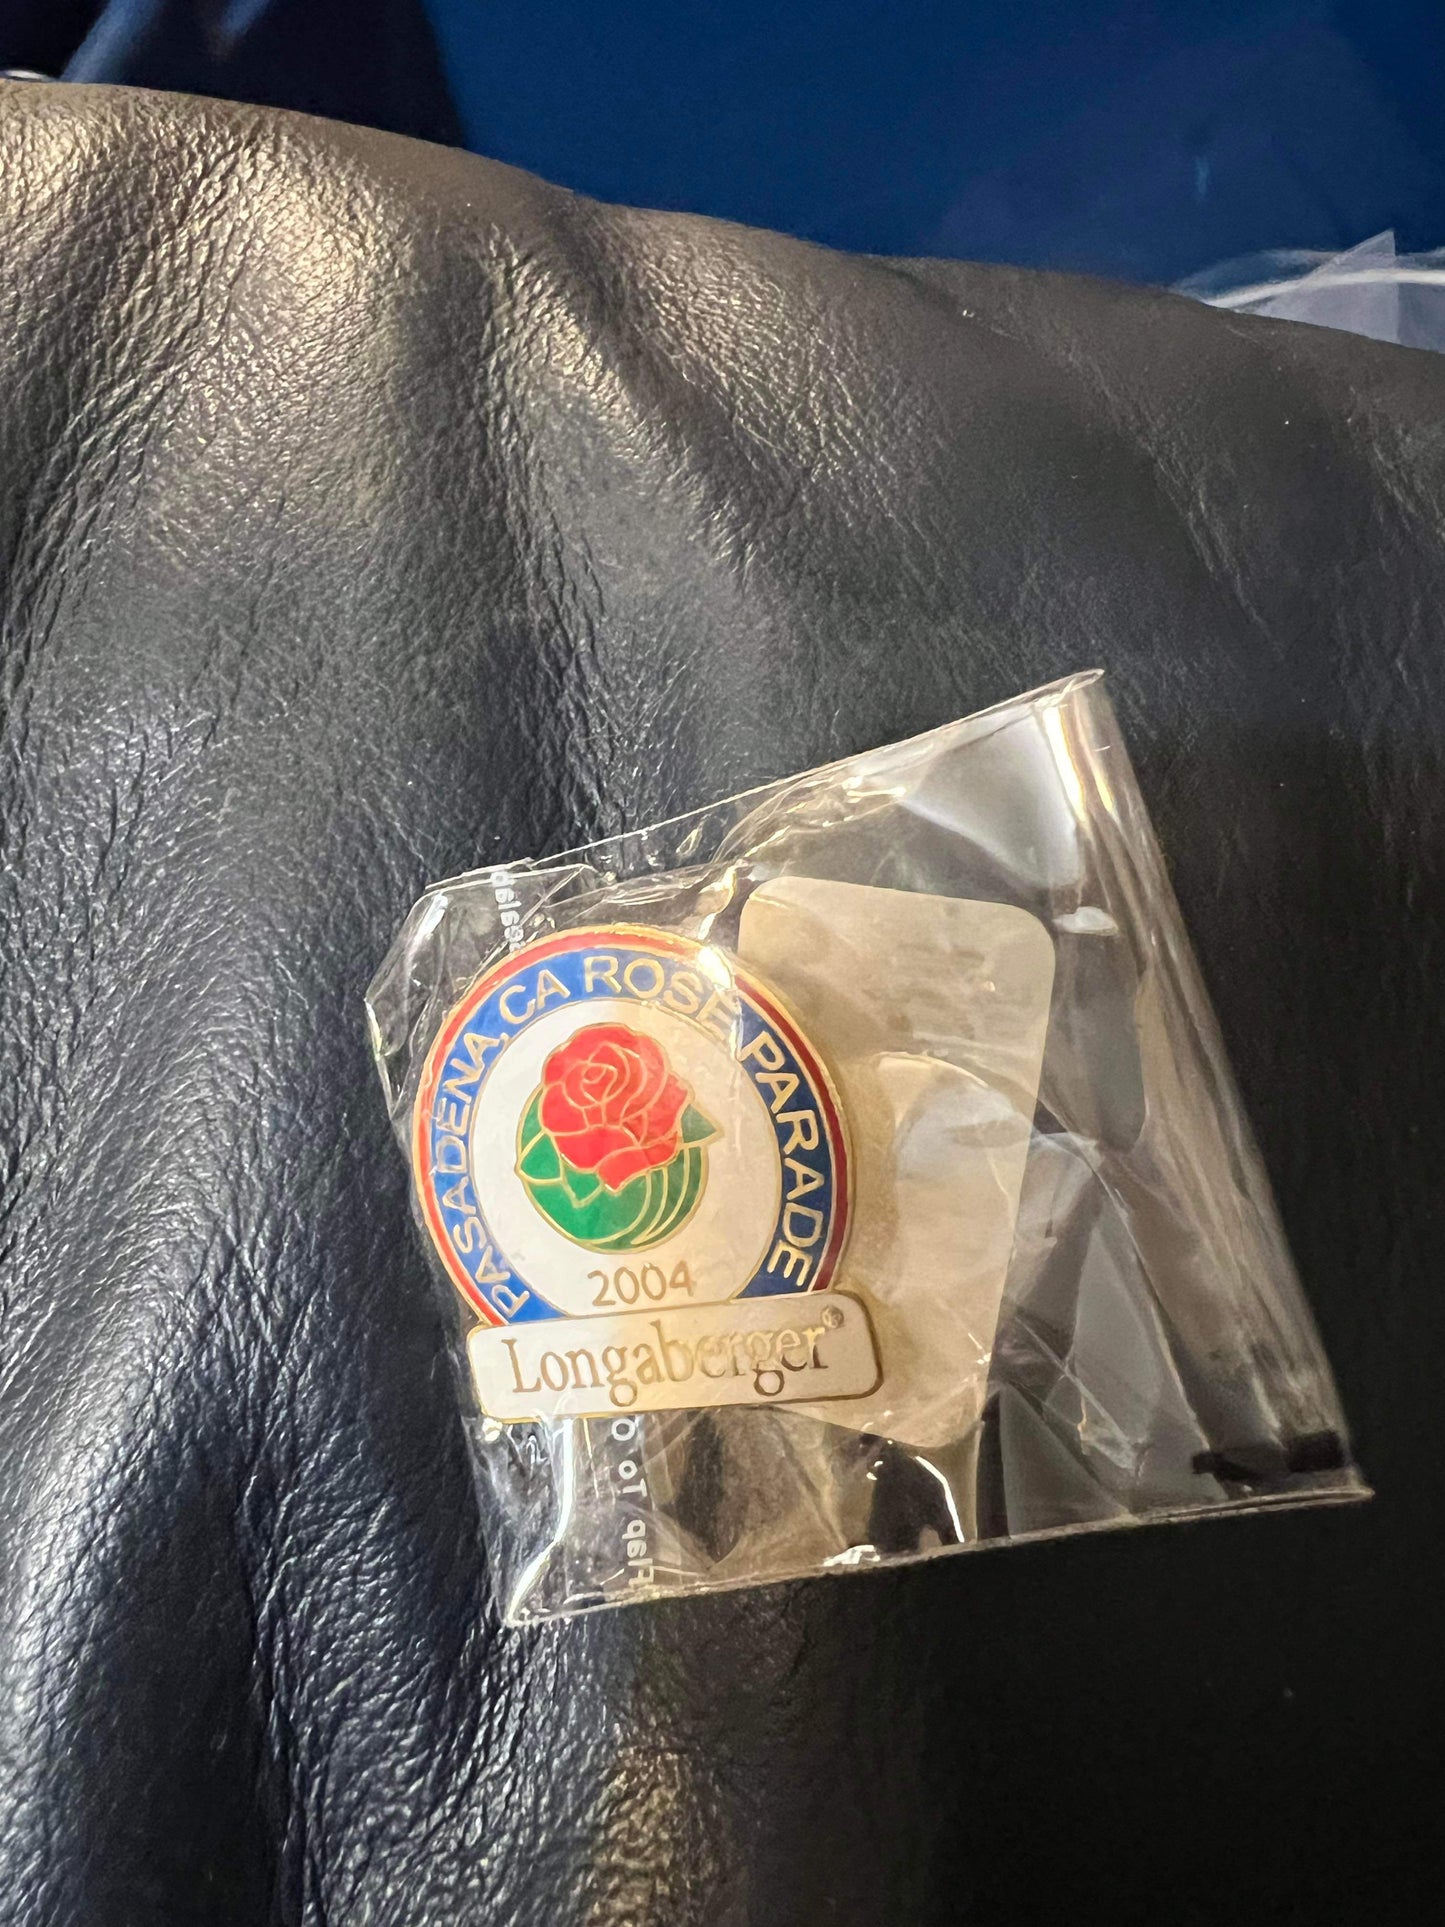 PASADENA, CA ROSE PARADE
2004
Longaberger®